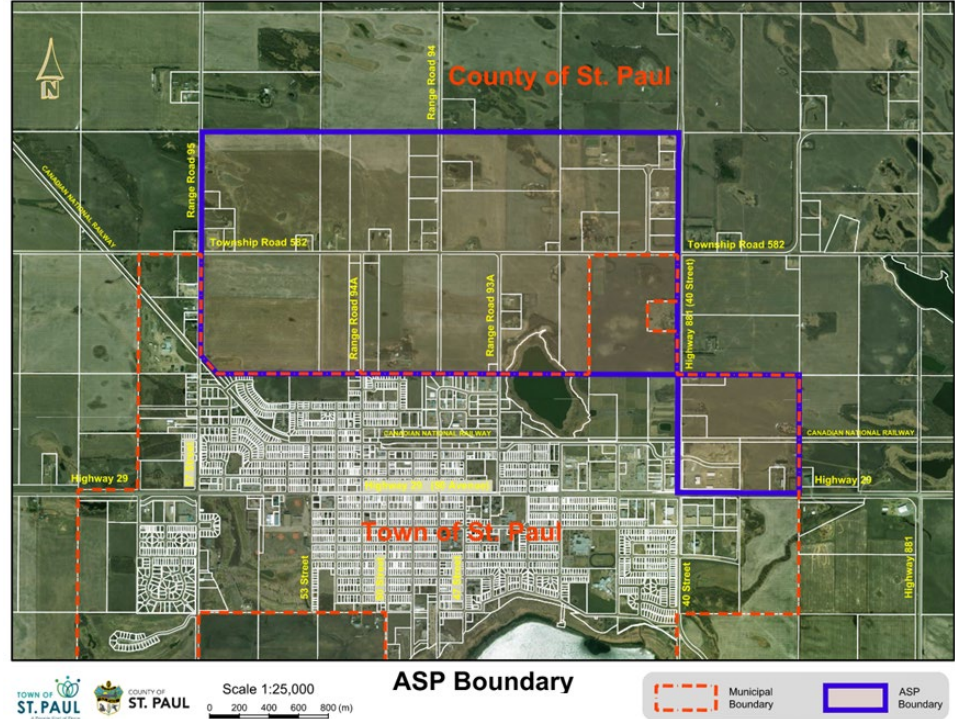 N
County of St. Paul
Range Road 94
Range Road 95
CANADIAN NATIONAL RAILWAY
Township Road 582
Township Road 582
Range Road 94A
Range Road 93A
Highway 881 (40 Street)
CANADIAN NATIONAL RAILWAY
CANADIAN NATIONAL RAILWAY
Highway 29
Highway 29
Town of St. Paul
53 Street
40 Street
Highway 881
TOWN OF
ST.PAUL
COUNTY OF
ST. PAUL
Scale 1:25,000
0 200 400 600 800 (m)
ASP Boundary
Municipal
Boundary
ASP
Boundary